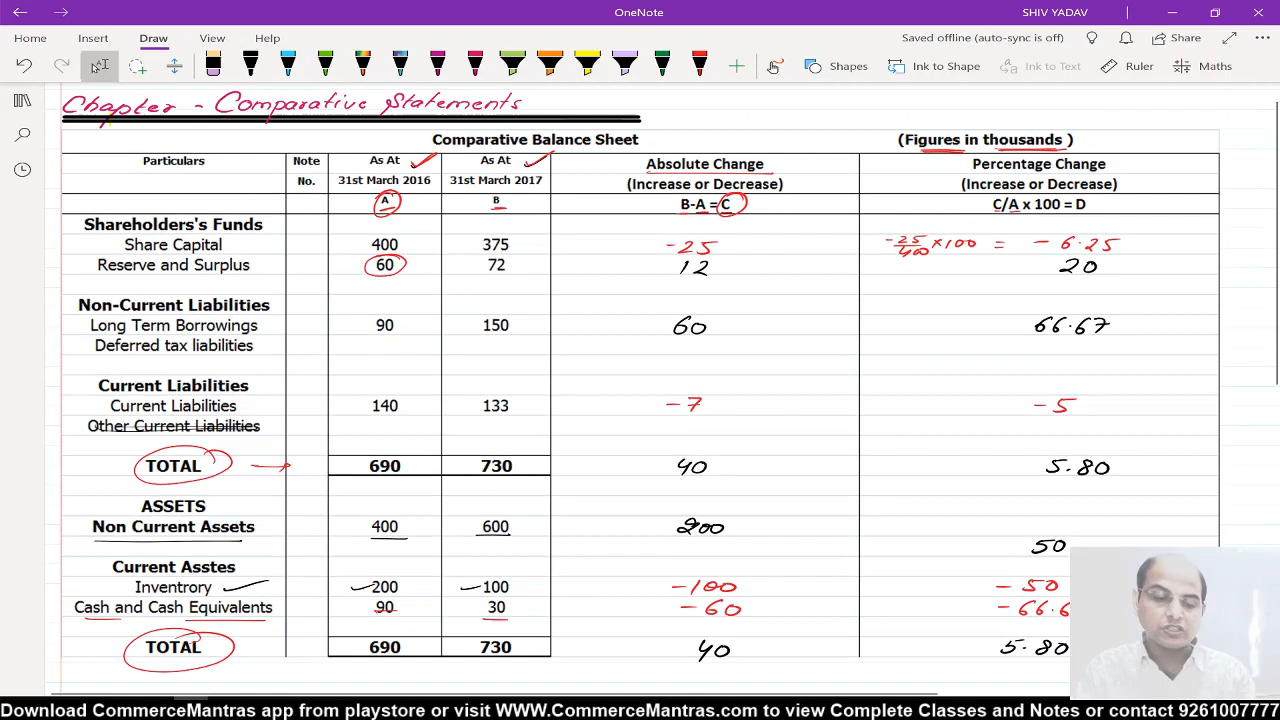 OneNote
SHIV YADAV
Home Insert Draw View Help
Saved offline (auto-sync is off)
Share
Shapes
Ink to Shape
Ink to Text
Ruler
Maths
Chapter - Comparative Statements
Comparative Balance Sheet (Figures in thousands )
Particulars Note As At As At Absolute Change Percentage Change
No. 31st March 2016 31st March 2017 (Increase or Decrease) (Increase or Decrease)
A B B-A = C C/A x 100 = D
Shareholders's Funds
Share Capital 400 375 -25 -25/400 ×100 = -6.25
Reserve and Surplus 60 72 12 20
Non-Current Liabilities
Long Term Borrowings 90 150 60 66.67
Deferred tax liabilities
Current Liabilities
Current Liabilities 140 133 -7 -5
Other Current Liabilities
TOTAL 690 730 40 5.80
ASSETS
Non Current Assets 400 600 200
50
Current Asstes
Inventrory 200 100 -100 -50
Cash and Cash Equivalents 90 30 -60 -66.6
TOTAL 690 730 40 5.80
Download CommerceMantras app from playstore or visit WWW.CommerceMantras.com to view Complete Classes and Notes or contact 9261007777